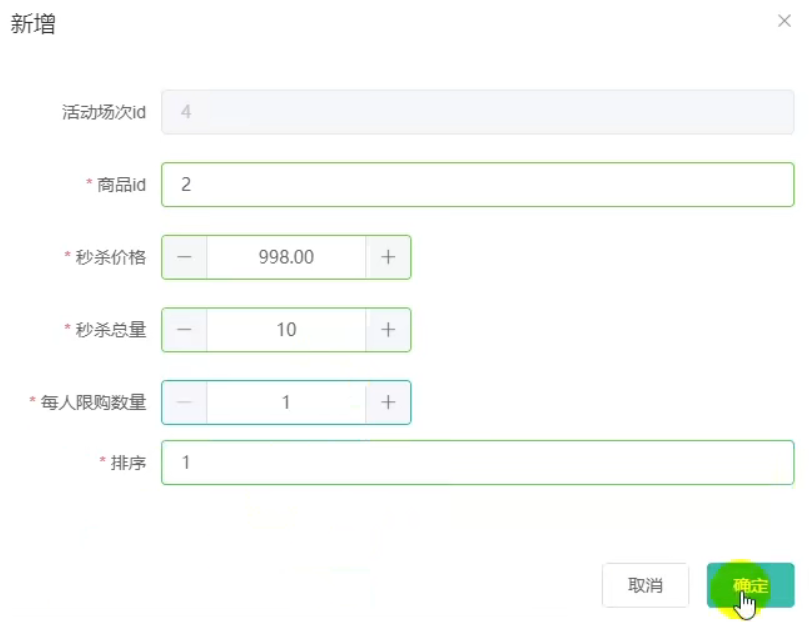 新增
活动场次id 4
* 商品id 2
* 秒杀价格 998.00
* 秒杀总量 10
* 每人限购数量 1
* 排序 1
取消 确定